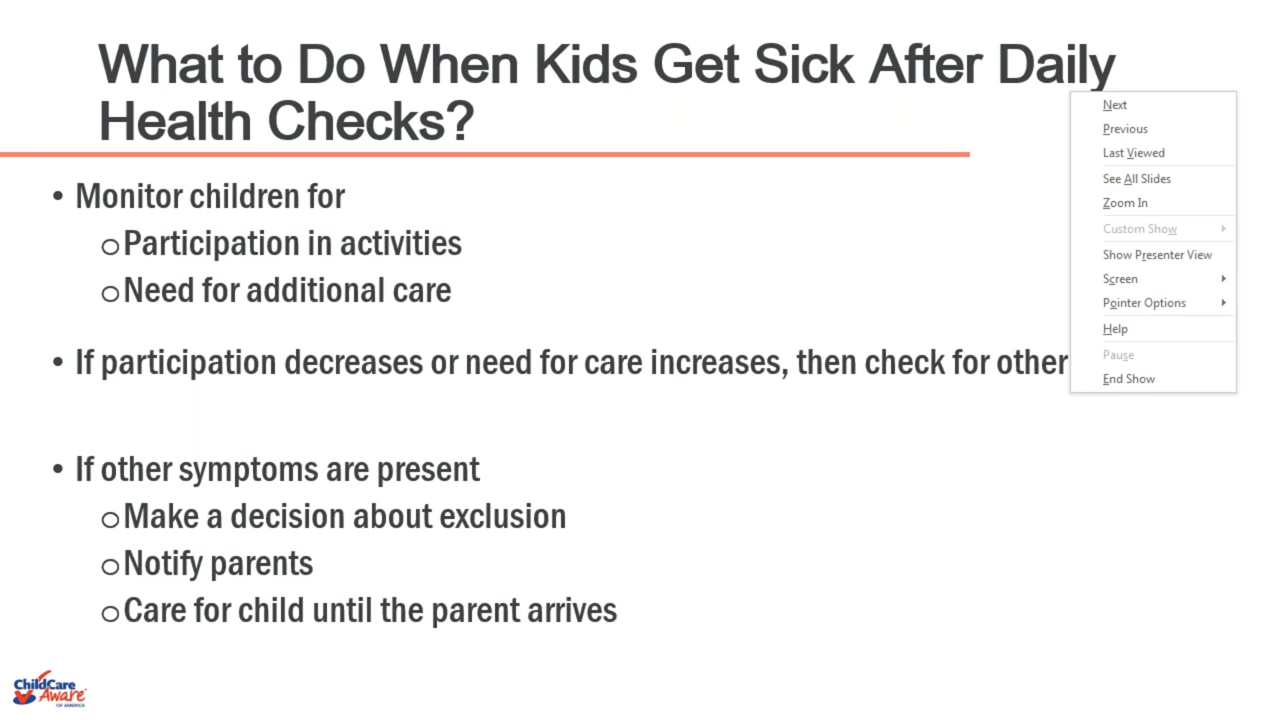 What to Do When Kids Get Sick After Daily
Health Checks?
• Monitor children for
o Participation in activities
o Need for additional care
• If participation decreases or need for care increases, then check for other
• If other symptoms are present
o Make a decision about exclusion
o Notify parents
o Care for child until the parent arrives
Next
Previous
Last Viewed
See All Slides
Zoom In
Custom Show
Show Presenter View
Screen
Pointer Options
Help
Pause
End Show
ChildCare
Aware
OF AMERICA